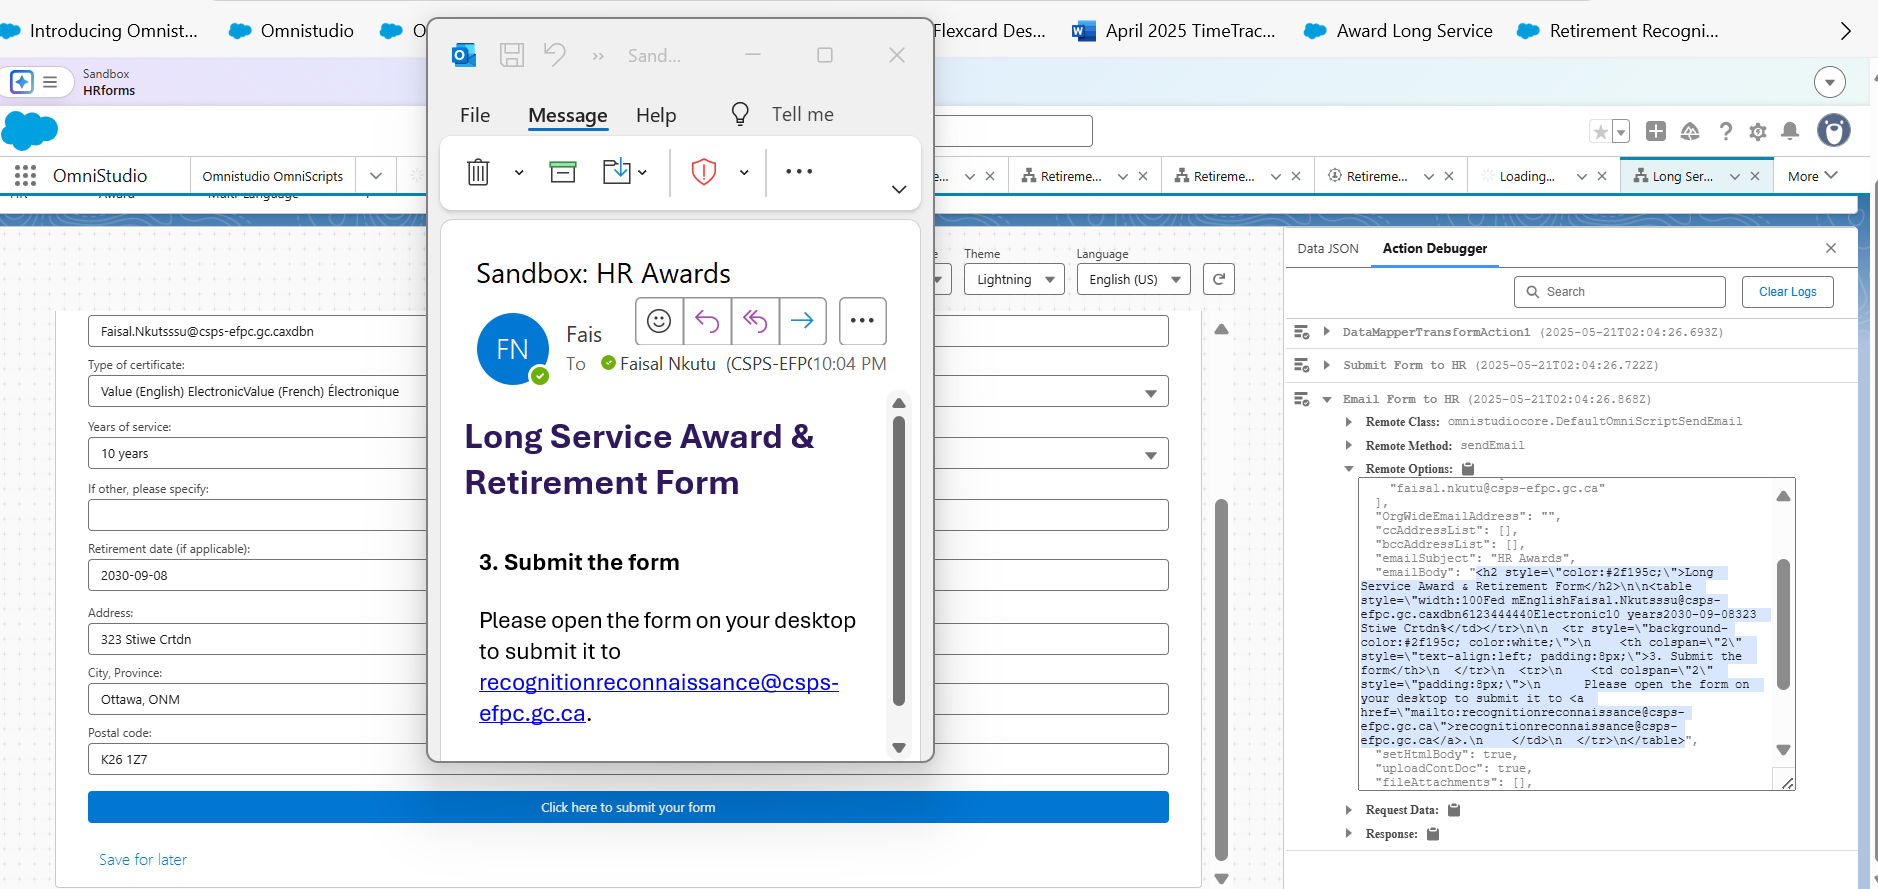 Introducing Omnist...
Omnistudio
O
Flexcard Des...
April 2025 TimeTrac...
Award Long Service
Retirement Recogni...
Sandbox
HRforms
OmniStudio
Omnistudio OmniScripts
e...
Retireme...
Retireme...
Retireme...
Loading...
Long Ser...
More
Sand...
File
Message
Help
Tell me
Sandbox: HR Awards
FN
Fais
To
Faisal Nkutu (CSPS-EFP(
10:04 PM
Long Service Award &
Retirement Form
3. Submit the form
Please open the form on your desktop
to submit it to
recognitionreconnaissance@csps-
efpc.gc.ca.
e
Theme
Lightning
Language
English (US)
Faisal.Nkutsssu@csps-efpc.gc.caxdbn
Type of certificate:
Value (English) ElectronicValue (French) Électronique
Years of service:
10 years
If other, please specify:
Retirement date (if applicable):
2030-09-08
Address:
323 Stiwe Crtdn
City, Province:
Ottawa, ONM
Postal code:
K26 1Z7
Click here to submit your form
Save for later
Data JSON
Action Debugger
Search
Clear Logs
DataMapperTransformAction1 (2025-05-21T02:04:26.693Z)
Submit Form to HR (2025-05-21T02:04:26.722Z)
Email Form to HR (2025-05-21T02:04:26.868Z)
Remote Class: omnistudiocore.DefaultOmniScriptSendEmail
Remote Method: sendEmail
Remote Options:
"faisal.nkutu@csps-efpc.gc.ca"
],
"OrgWideEmailAddress": "",
"ccAddressList": [],
"bccAddressList": [],
"emailSubject": "HR Awards",
"emailBody": "<h2 style=\"color:#2f195c;\">Long
Service Award & Retirement Form</h2>\n\n<table
style=\"width:100Fed mEnglishFaisal.Nkutsssu@csps-
efpc.gc.caxdbn6123444440Electronic10 years2030-09-08323
Stiwe Crtdn%</td></tr>\n\n  <tr style=\"background-
color:#2f195c; color:white;\">\n    <th colspan=\"2\"
style=\"text-align:left; padding:8px;\">3. Submit the
form</th>\n  </tr>\n  <tr>\n    <td colspan=\"2\"
style=\"padding:8px;\">\n      Please open the form on
your desktop to submit it to <a
href=\"mailto:recognitionreconnaissance@csps-
efpc.gc.ca\">recognitionreconnaissance@csps-
efpc.gc.ca</a>.\n    </td>\n  </tr>\n</table>",
"setHtmlBody": true,
"uploadContDoc": true,
"fileAttachments": [],
Request Data:
Response: